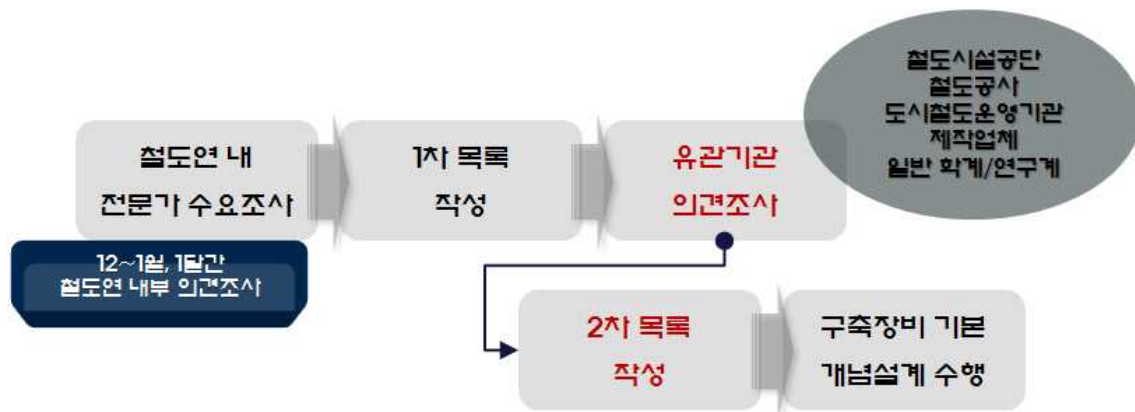 철도시설공단
철도공사
도시철도운영기관
제작업체
일반 학계/연구계
철도연 내
전문가 수요조사
1차 목록
작성
유관기관
의견조사
12~1월, 1달간
철도연 내부 의견조사
2차 목록
작성
구축장비 기본
개념설계 수행